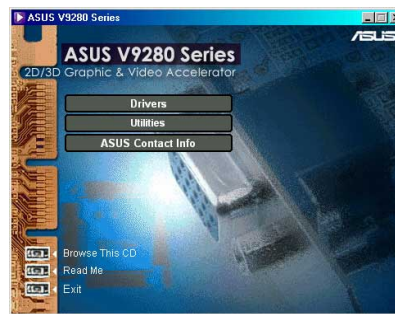 ASUS V9280 Series
ASUS
ASUS V9280 Series
2D/3D Graphic & Video Accelerator
Drivers
Utilities
ASUS Contact Info
Browse This CD
Read Me
Exit